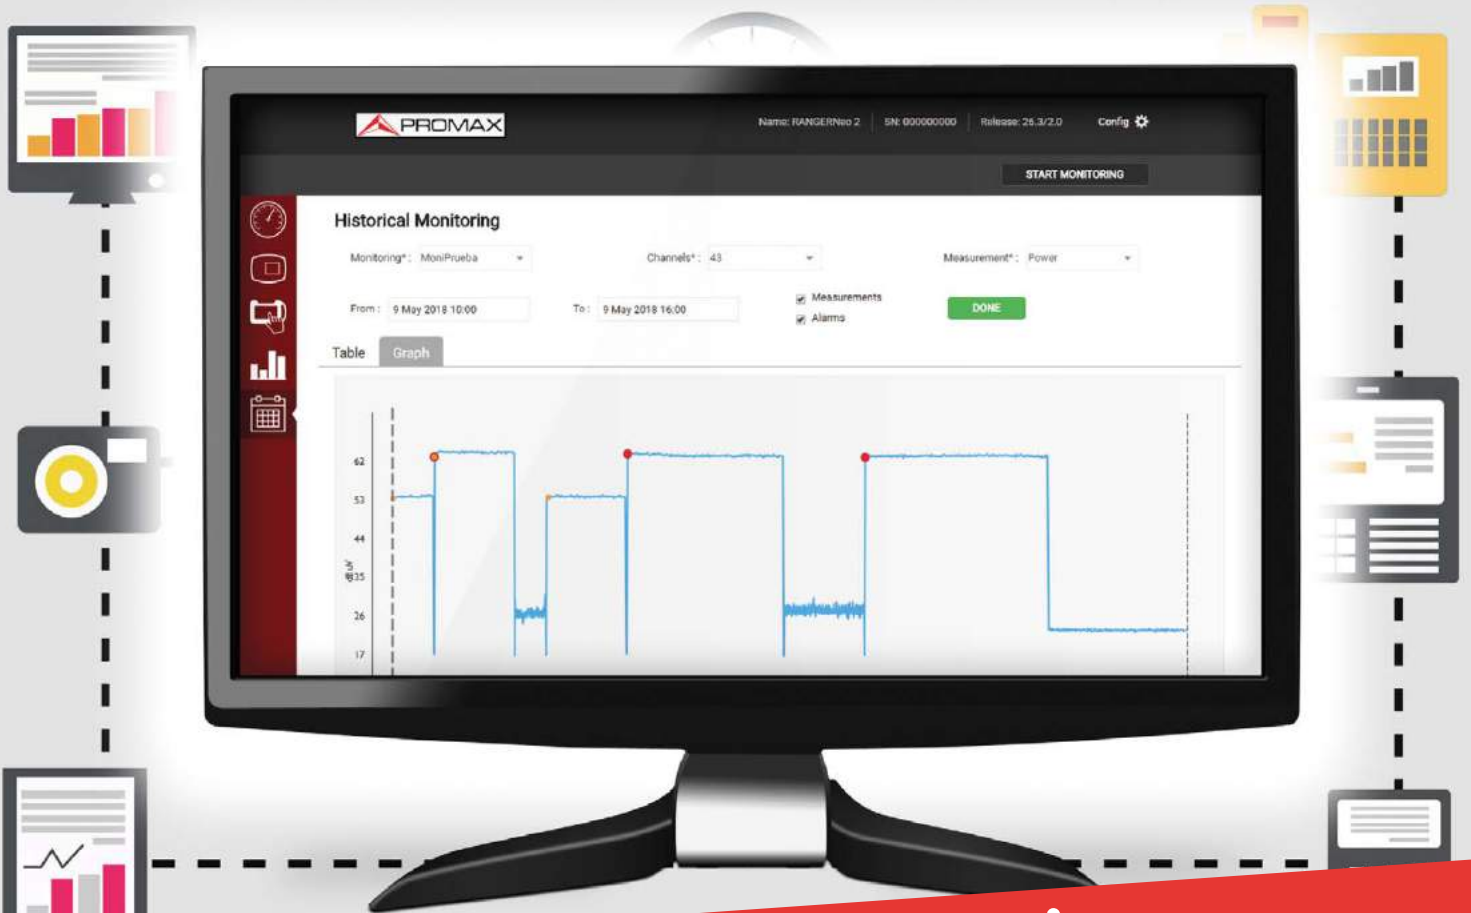 PROMAX
Name: RANGERNeo 2 SN: 000000000 Release: 26.3/2.0 Config
START MONITORING
Historical Monitoring
Monitoring* : MoniPrueba Channels* : 43 Measurement* : Power
From : 9 May 2018 10:00 To : 9 May 2018 16:00 Measurements DONE
Alarms
Table Graph
62
53
44
dBuV
35
26
17